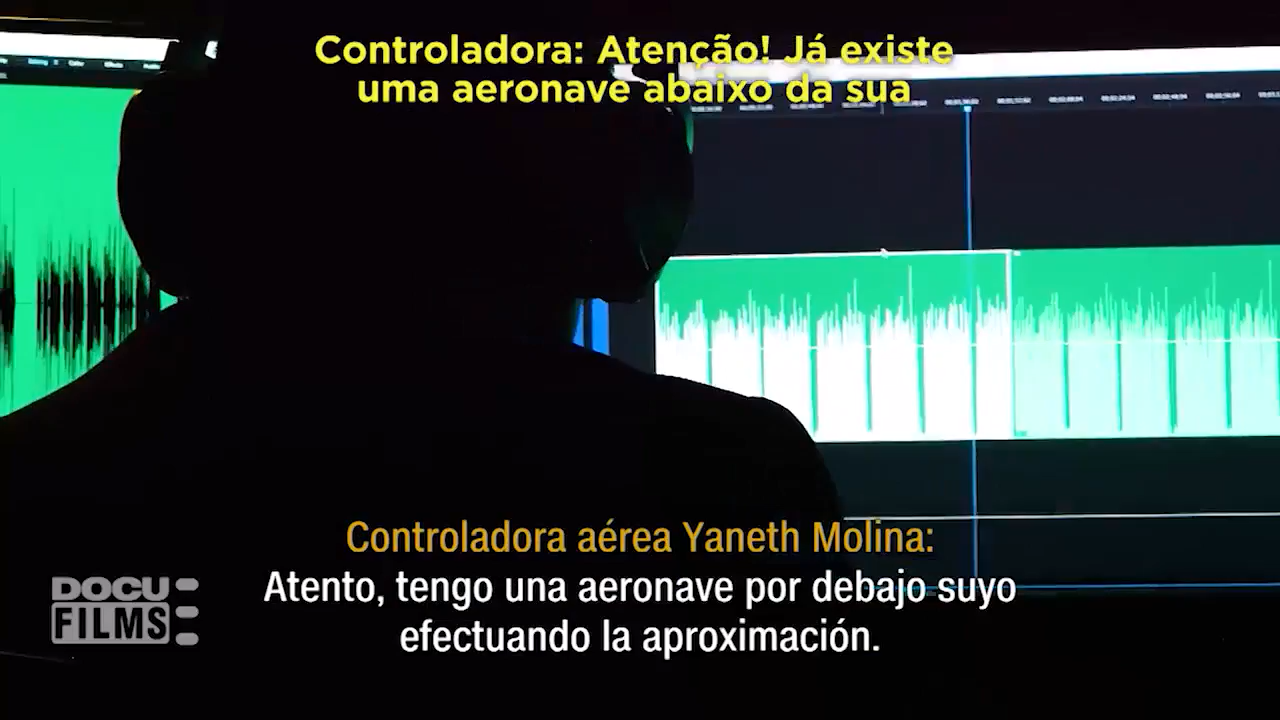 Controladora: Atenção! Já existe
uma aeronave abaixo da sua
Controladora aérea Yaneth Molina:
Atento, tengo una aeronave por debajo suyo
efectuando la aproximación.
DOCU
FILMS